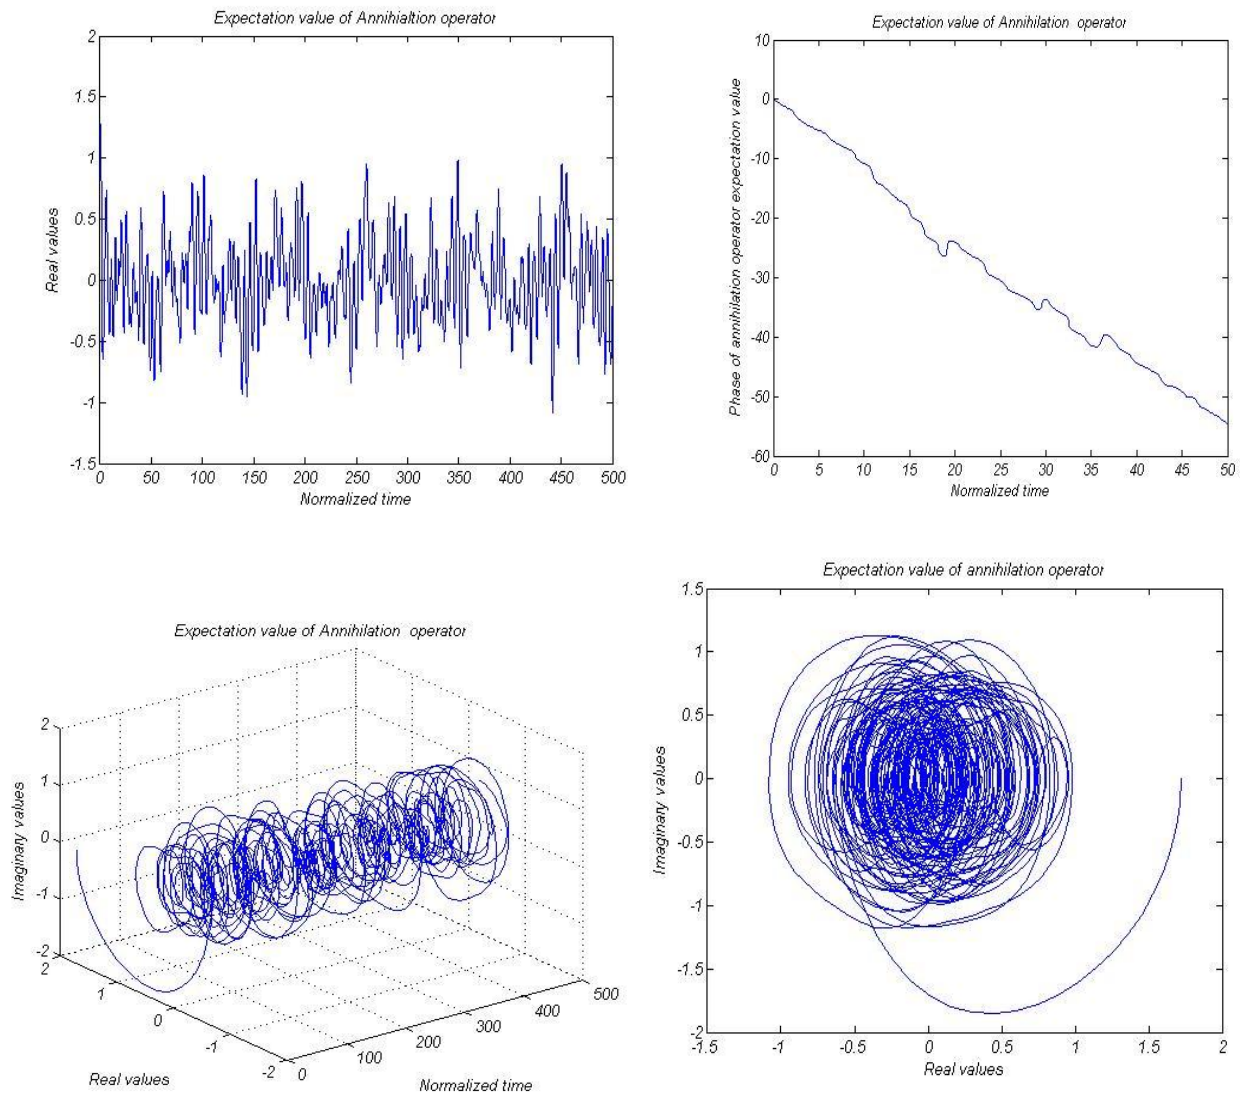 Expectation value of Annihialtion operator
2
1.5
1
0.5
0
-0.5
-1
-1.5
Real values
0 50 100 150 200 250 300 350 400 450 500
Normalized time
Expectation value of Annihilation operator
10
0
-10
-20
-30
-40
-50
-60
Phase of annihilation operator expectation value
0 5 10 15 20 25 30 35 40 45 50
Normalized time
Expectation value of Annihilation operator
2
1
0
-1
-2
Imaginary values
2
1
0
-1
-2
Real values
0
100
200
300
400
500
Normalized time
Expectation value of annihilation operator
1.5
1
0.5
0
-0.5
-1
-1.5
-2
Imaginary values
-1.5 -1 -0.5 0 0.5 1 1.5 2
Real values